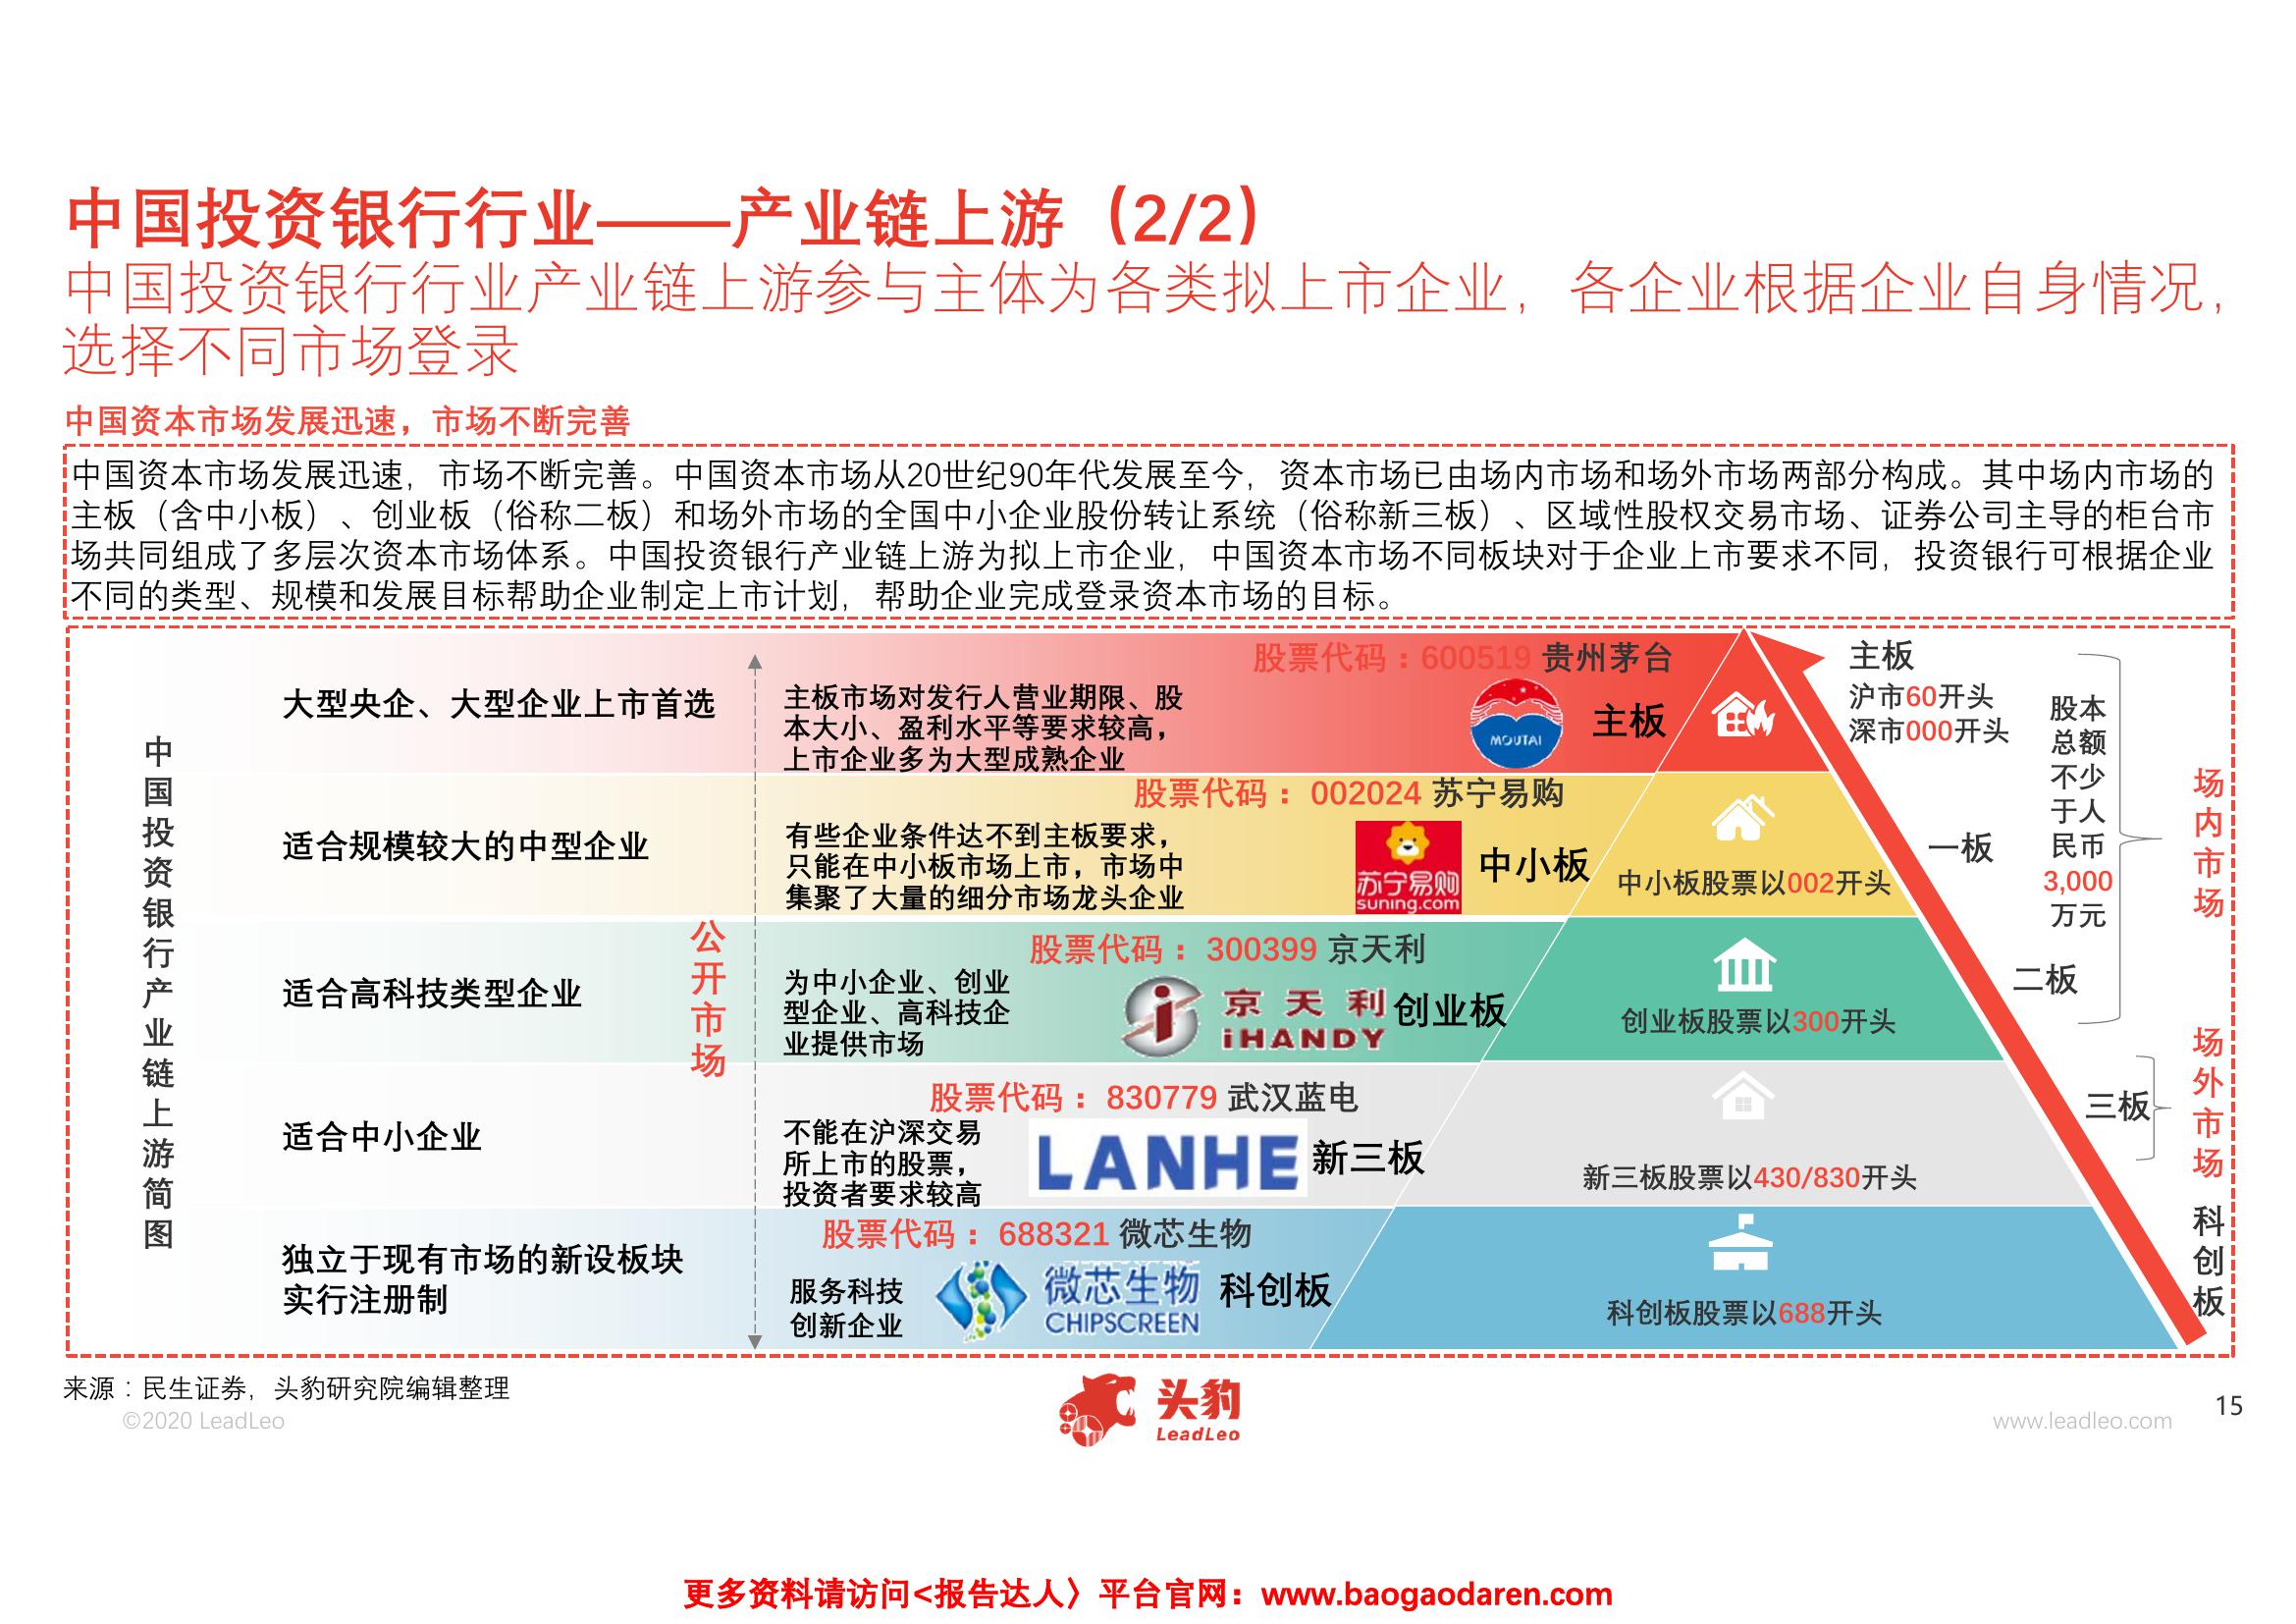 中国投资银行行业——产业链上游（2/2）
中国投资银行行业产业链上游参与主体为各类拟上市企业，各企业根据企业自身情况，
选择不同市场登录
中国资本市场发展迅速，市场不断完善
中国资本市场发展迅速，市场不断完善。中国资本市场从20世纪90年代发展至今，资本市场已由场内市场和场外市场两部分构成。其中场内市场的
主板（含中小板）、创业板（俗称二板）和场外市场的全国中小企业股份转让系统（俗称新三板）、区域性股权交易市场、证券公司主导的柜台市
场共同组成了多层次资本市场体系。中国投资银行产业链上游为拟上市企业，中国资本市场不同板块对于企业上市要求不同，投资银行可根据企业
不同的类型、规模和发展目标帮助企业制定上市计划，帮助企业完成登录资本市场的目标。
中国投资银行产业链上游简图
公开市场
大型央企、大型企业上市首选
主板市场对发行人营业期限、股
本大小、盈利水平等要求较高，
上市企业多为大型成熟企业
股票代码：600519 贵州茅台
MOUTAI
主板
主板
沪市60开头
深市000开头
适合规模较大的中型企业
有些企业条件达不到主板要求，
只能在中小板市场上市，市场中
集聚了大量的细分市场龙头企业
股票代码：002024 苏宁易购
苏宁易购
suning.com
中小板
中小板股票以002开头
一板
适合高科技类型企业
为中小企业、创业
型企业、高科技企
业提供市场
股票代码：300399 京天利
京天利
iHANDY
创业板
创业板股票以300开头
二板
股本
总额
不少
于人
民币
3,000
万元
场内市场
适合中小企业
不能在沪深交易
所上市的股票，
投资者要求较高
股票代码：830779 武汉蓝电
LANHE
新三板
新三板股票以430/830开头
三板
场外市场
独立于现有市场的新设板块
实行注册制
服务科技
创新企业
股票代码：688321 微芯生物
微芯生物
CHIPSCREEN
科创板
科创板股票以688开头
科创板
来源：民生证券，头豹研究院编辑整理
©2020 LeadLeo
头豹
LeadLeo
www.leadleo.com
15
更多资料请访问<报告达人〉平台官网：www.baogaodaren.com